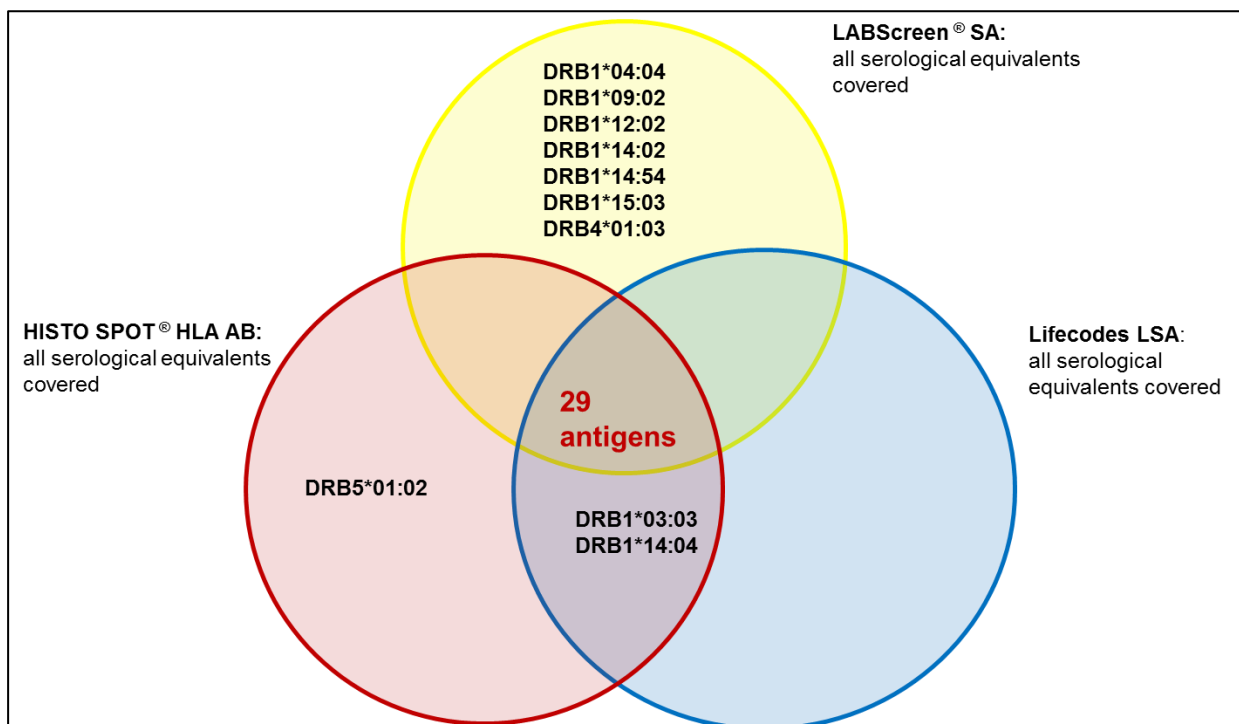 LABScreen ® SA:
all serological equivalents
covered
DRB1*04:04
DRB1*09:02
DRB1*12:02
DRB1*14:02
DRB1*14:54
DRB1*15:03
DRB4*01:03
HISTO SPOT ® HLA AB:
all serological equivalents
covered
Lifecodes LSA:
all serological
equivalents covered
29
antigens
DRB5*01:02
DRB1*03:03
DRB1*14:04